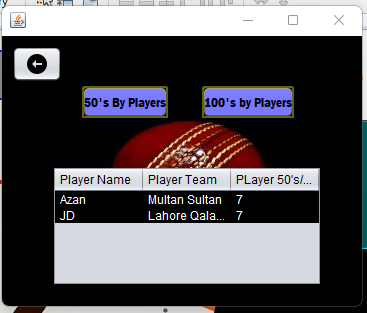 50's By Players 100's by Players
Player Name Player Team PLayer 50's/...
Azan Multan Sultan 7
JD Lahore Qala... 7